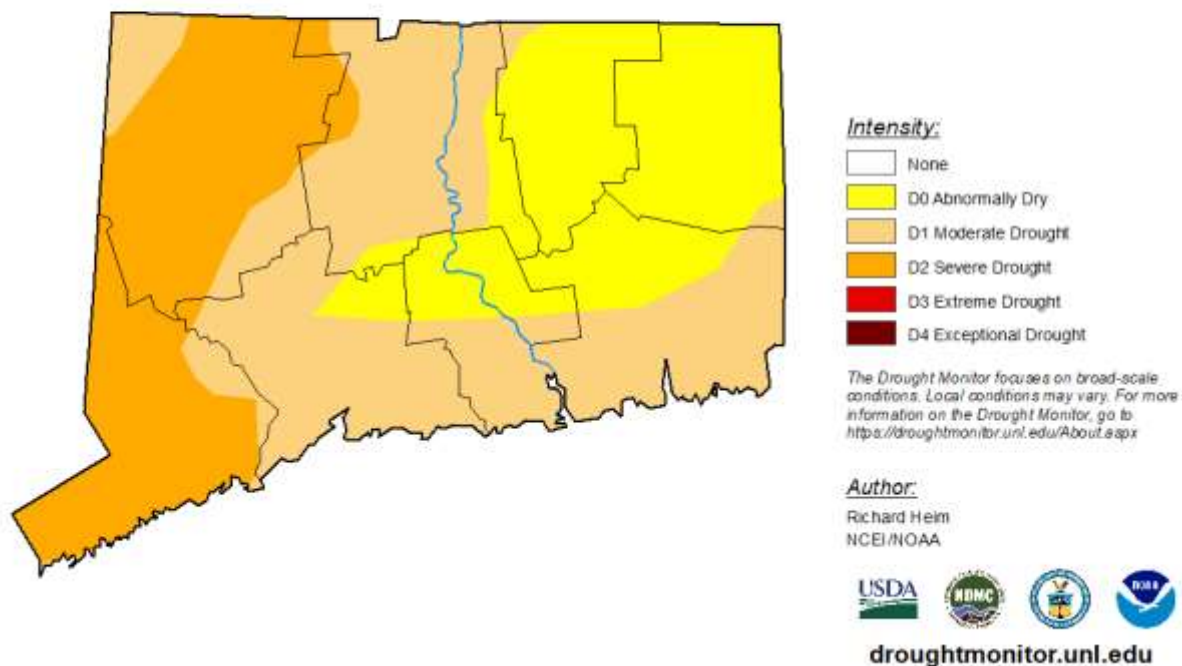 Intensity:
None
D0 Abnormally Dry
D1 Moderate Drought
D2 Severe Drought
D3 Extreme Drought
D4 Exceptional Drought
The Drought Monitor focuses on broad-scale
conditions. Local conditions may vary. For more
information on the Drought Monitor, go to
https://droughtmonitor.unl.edu/About.aspx
Author:
Richard Heim
NCEI/NOAA
USDA
NDMC
NOAA
droughtmonitor.unl.edu